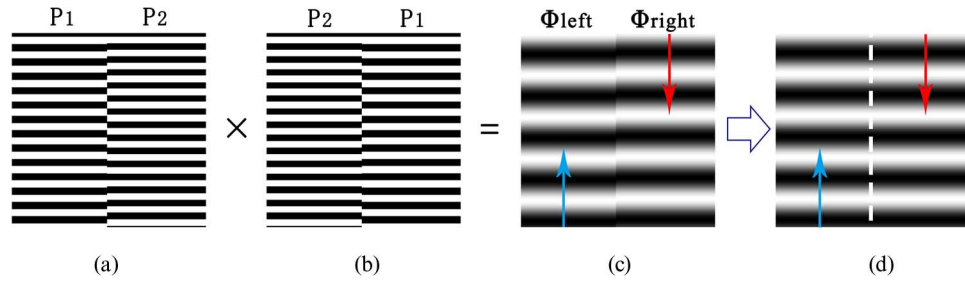 P1 P2 P2 P1 Φleft Φright
× =
(a) (b) (c) (d)